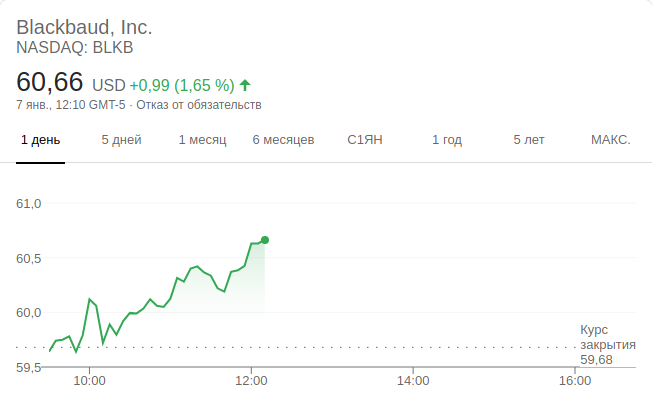 Blackbaud, Inc.
NASDAQ: BLKB
60,66 USD +0,99 (1,65 %)
7 янв., 12:10 GMT-5 · Отказ от обязательств
1 день 5 дней 1 месяц 6 месяцев С1ЯН 1 год 5 лет МАКС.
61,0
60,5
60,0
Курс
закрытия
59,68
59,5
10:00 12:00 14:00 16:00